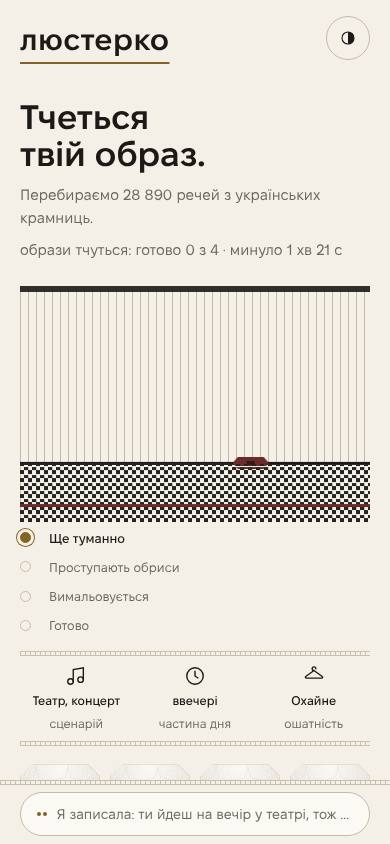 люстерко
Тчеться
твій образ.
Перебираємо 28 890 речей з українських
крамниць.
образи тчуться: готово 0 з 4 · минуло 1 хв 21 с
Ще туманно
Проступають обриси
Вимальовується
Готово
Театр, концерт
ввечері
Охайне
сценарій
частина дня
ошатність
Я записала: ти йдеш на вечір у театрі, тож ...